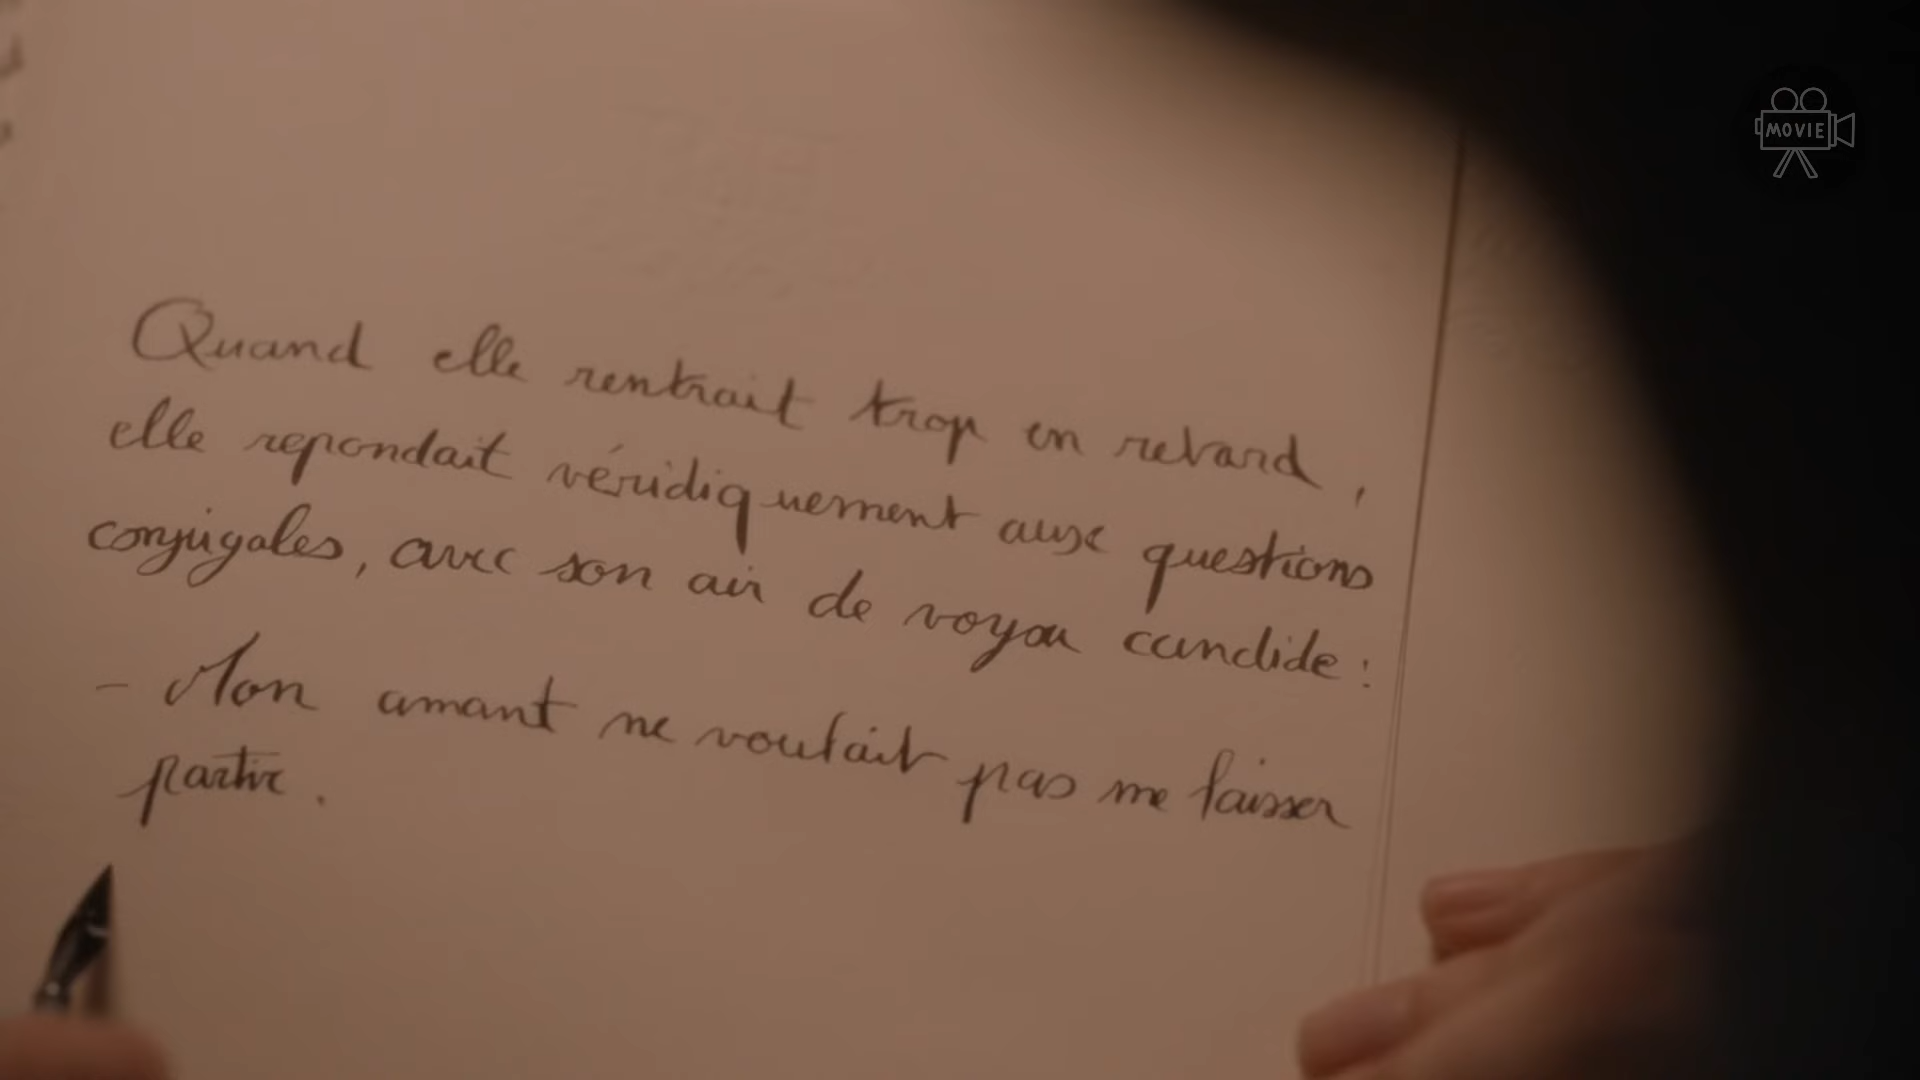 MOVIE
Quand elle rentrait trop en retard,
elle repondait véridiquement aux questions
conjugales, avec son air de voyou candide :
- Mon amant ne voulait pas me laisser
partir.